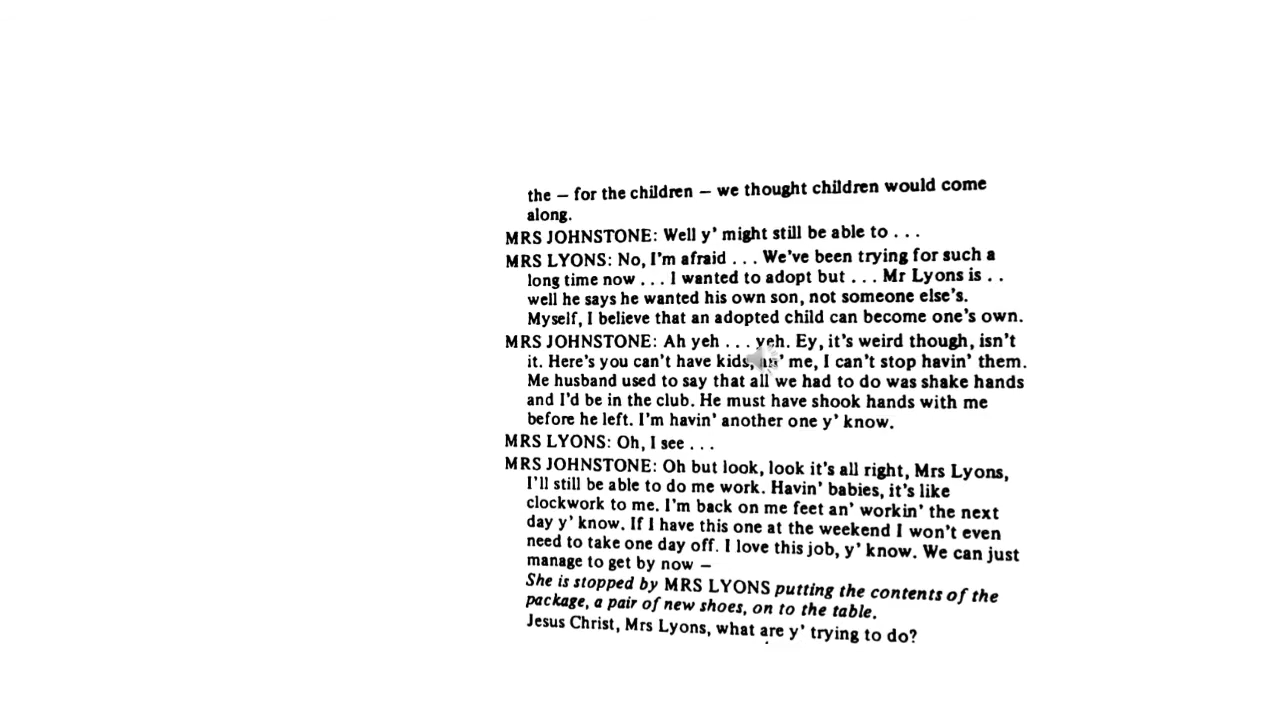 the — for the children — we thought children would come
along.
MRS JOHNSTONE: Well y' might still be able to . . .
MRS LYONS: No, I'm afraid . . . We've been trying for such a
long time now . . . I wanted to adopt but . . . Mr Lyons is . .
well he says he wanted his own son, not someone else's.
Myself, I believe that an adopted child can become one's own.
MRS JOHNSTONE: Ah yeh . . . yeh. Ey, it's weird though, isn't
it. Here's you can't have kids, an' me, I can't stop havin' them.
Me husband used to say that all we had to do was shake hands
and I'd be in the club. He must have shook hands with me
before he left. I'm havin' another one y' know.
MRS LYONS: Oh, I see . . .
MRS JOHNSTONE: Oh but look, look it's all right, Mrs Lyons,
I'll still be able to do me work. Havin' babies, it's like
clockwork to me. I'm back on me feet an' workin' the next
day y' know. If I have this one at the weekend I won't even
need to take one day off. I love this job, y' know. We can just
manage to get by now —
She is stopped by MRS LYONS putting the contents of the
package, a pair of new shoes, on to the table.
Jesus Christ, Mrs Lyons, what are y' trying to do?